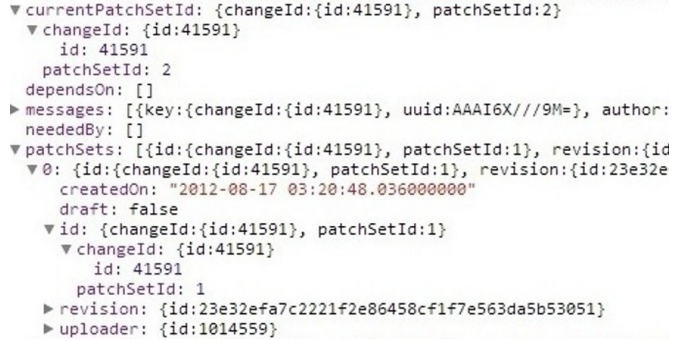 ▼ currentPatchSetId: {changeId:{id:41591}, patchSetId:2}
▼ changeId: {id:41591}
id: 41591
patchSetId: 2
dependsOn: []
▶ messages: [{key:{changeId:{id:41591}, uuid:AAAI6X///9M=}, author:
neededBy: []
▼ patchSets: [{id:{changeId:{id:41591}, patchSetId:1}, revision:{id
▼ 0: {id:{changeId:{id:41591}, patchSetId:1}, revision:{id:23e32e
createdOn: "2012-08-17 03:20:48.036000000"
draft: false
▼ id: {changeId:{id:41591}, patchSetId:1}
▼ changeId: {id:41591}
id: 41591
patchSetId: 1
▶ revision: {id:23e32efa7c2221f2e86458cf1f7e563da5b53051}
▶ uploader: {id:1014559}